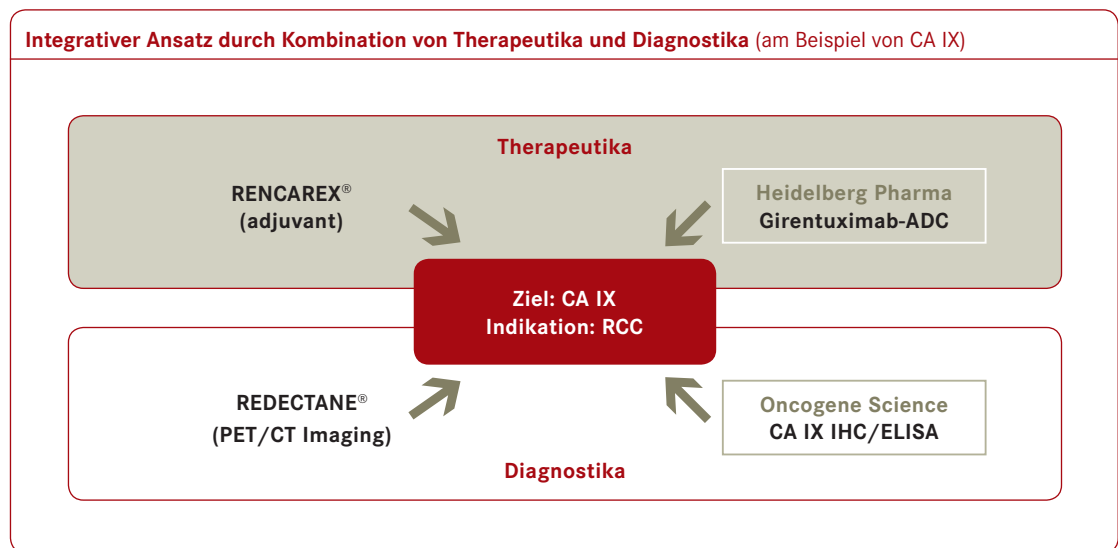 Integrativer Ansatz durch Kombination von Therapeutika und Diagnostika (am Beispiel von CA IX)
Therapeutika
RENCAREX®
(adjuvant)
Heidelberg Pharma
Girentuximab-ADC
Ziel: CA IX
Indikation: RCC
REDECTANE®
(PET/CT Imaging)
Oncogene Science
CA IX IHC/ELISA
Diagnostika